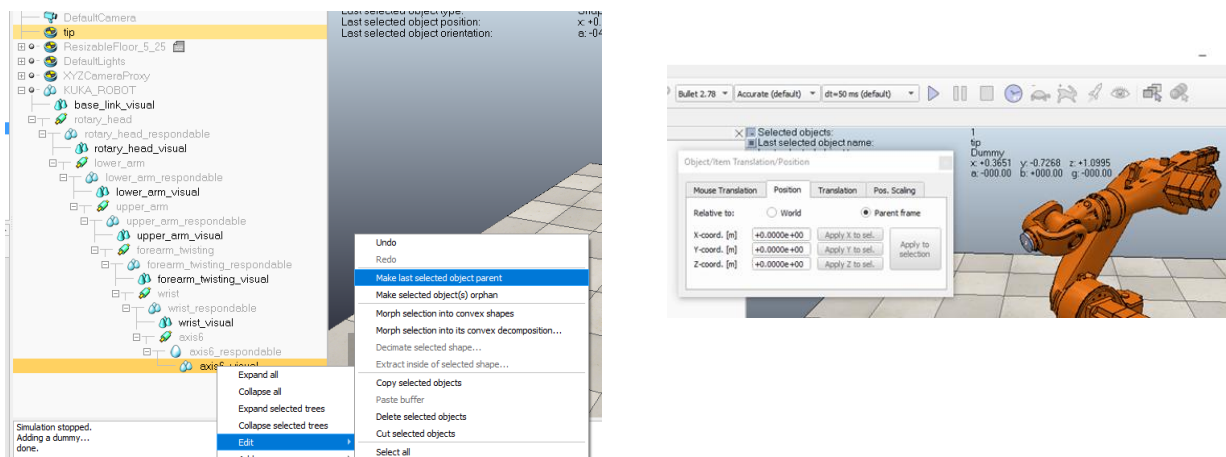 DefaultCamera
tip
ResizableFloor_5_25
DefaultLights
XYZCameraProxy
KUKA_ROBOT
base_link_visual
rotary_head
rotary_head_respondable
rotary_head_visual
lower_arm
lower_arm_respondable
lower_arm_visual
upper_arm
upper_arm_respondable
upper_arm_visual
forearm_twisting
forearm_twisting_respondable
forearm_twisting_visual
wrist
wrist_respondable
wrist_visual
axis6
axis6_respondable
axis6_visual
Simulation stopped.
Adding a dummy...
done.
Expand all
Collapse all
Expand selected trees
Collapse selected trees
Edit
Last selected object type:
Last selected object position: x: +0.
Last selected object orientation: a: -04
Undo
Redo
Make last selected object parent
Make selected object(s) orphan
Morph selection into convex shapes
Morph selection into its convex decomposition...
Decimate selected shape...
Extract inside of selected shape...
Copy selected objects
Paste buffer
Delete selected objects
Cut selected objects
Select all
Bullet 2.78 Accurate (default) dt=50 ms (default)
Selected objects: 1
Last selected object name: tip
Dummy
x: +0.3651 y: -0.7268 z: +1.0995
a: -000.00 b: +000.00 g: -000.00
Object/Item Translation/Position
Mouse Translation Position Translation Pos. Scaling
Relative to: World Parent frame
X-coord. [m] +0.0000e+00 Apply X to sel.
Y-coord. [m] +0.0000e+00 Apply Y to sel.
Z-coord. [m] +0.0000e+00 Apply Z to sel.
Apply to
selection